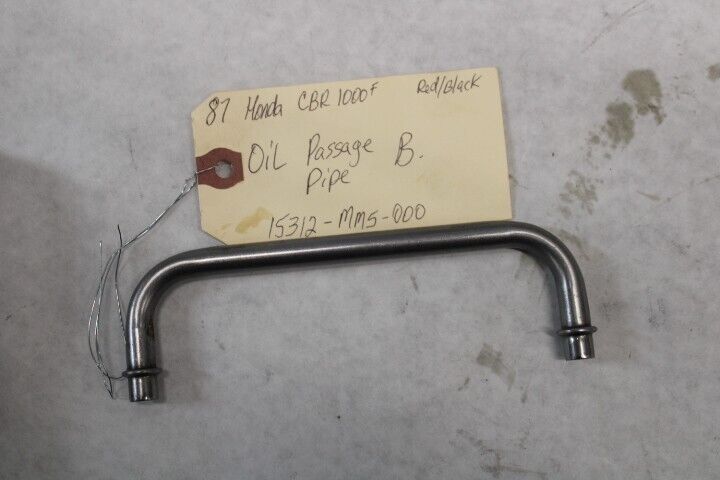 87 Honda CBR 1000F Red/Black
Oil Passage B.
Pipe
15312-MM5-000